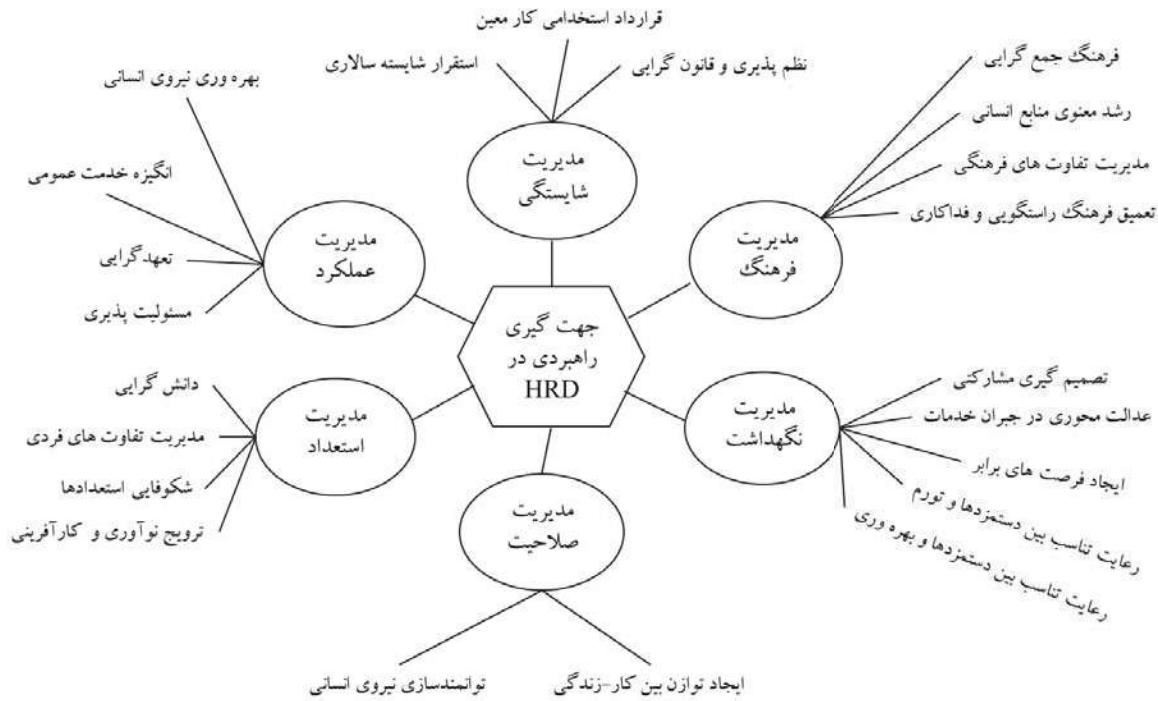 قرارداد استخدامی کار معین
نظم پذیری و قانون گرایی
استقرار شایسته سالاری
مدیریت
شایستگی
فرهنگ جمع گرایی
رشد معنوی منابع انسانی
مدیریت تفاوت های فرهنگی
تعمیق فرهنگ راستگویی و فداکاری
مدیریت
فرهنگ
بهره وری نیروی انسانی
انگیزه خدمت عمومی
تعهدگرایی
مسئولیت پذیری
مدیریت
عملکرد
جهت گیری
راهبردی در
HRD
تصمیم گیری مشارکتی
عدالت محوری در جبران خدمات
ایجاد فرصت های برابر
رعایت تناسب بین دستمزدها و تورم
رعایت تناسب بین دستمزدها و بهره وری
مدیریت
نگهداشت
دانش گرایی
مدیریت تفاوت های فردی
شکوفایی استعدادها
ترویج نوآوری و کارآفرینی
مدیریت
استعداد
مدیریت
صلاحیت
ایجاد توازن بین کار-زندگی
توانمندسازی نیروی انسانی